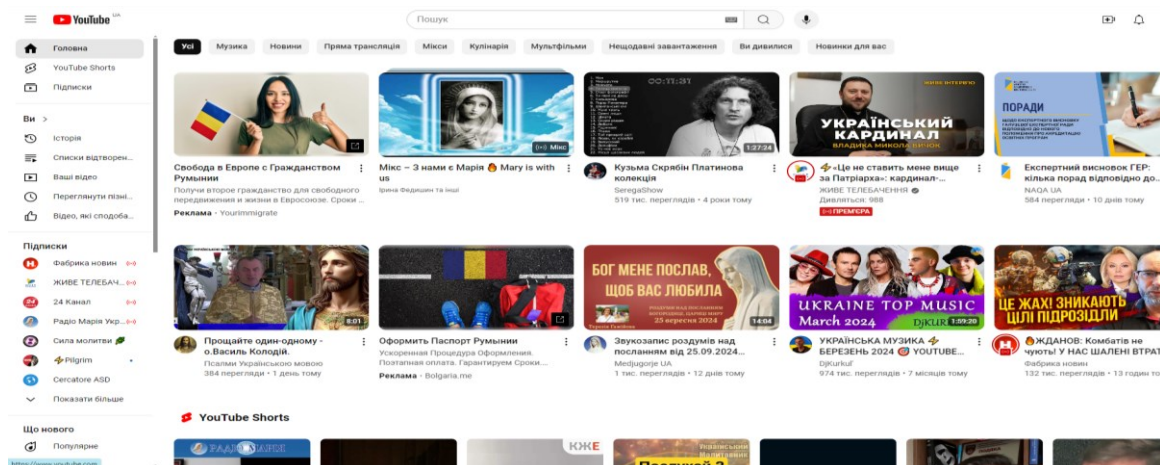 YouTube UA
Пошук
Головна
YouTube Shorts
Підписки
Ви >
Історія
Списки відтворен...
Ваші відео
Переглянути пізні...
Відео, які сподоба...
Підписки
Фабрика новин
ЖИВЕ ТЕЛЕБАЧ...
24 Канал
Радіо Марія Укр...
Сила молитви
Pilgrim
Cercatore ASD
Показати більше
Що нового
Популярне
https://www.youtube.com
Усі Музика Новини Пряма трансляція Мікси Кулінарія Мультфільми Нещодавні завантаження Ви дивилися Новинки для вас
Свобода в Европе с Гражданством
Румынии
Получи второе гражданство для свободного
передвижения и жизни в Евросоюзе. Сроки ...
Реклама · Yourimmigrate
Мікс
Мікс – З нами є Марія 🔥 Mary is with
us
Ірина Федишин та інші
00:11:31
1:27:24
Кузьма Скрябін Платинова
колекція
SeregaShow
519 тис. переглядів • 4 роки тому
ЖИВЕ ІНТЕРВ'Ю
УКРАЇНСЬКИЙ
КАРДИНАЛ
ВЛАДИКА МИКОЛА БИЧОК
⚡«Це не ставить мене вище
за Патріарха»: кардинал-...
ЖИВЕ ТЕЛЕБАЧЕННЯ
Дивляться: 988
ПРЕМ'ЄРА
ПОРАДИ
Експертний висновок ГЕР:
кілька порад відповідно до...
NAQA UA
584 перегляди • 10 днів тому
8:01
Прощайте один-одному -
о.Василь Колодій.
Псалми Українською мовою
384 перегляди • 1 день тому
Оформить Паспорт Румынии
Ускоренная Процедура Оформления.
Поэтапная оплата. Гарантируем Сроки...
Реклама · Bolgaria.me
БОГ МЕНЕ ПОСЛАВ,
ЩОБ ВАС ЛЮБИЛА
25 вересня 2024
14:04
Звукозапис роздумів над
посланням від 25.09.2024...
Medjugorje UA
1 тис. переглядів • 12 днів тому
UKRAINE TOP MUSIC
March 2024
DjKUR
1:59:20
УКРАЇНСЬКА МУЗИКА ⚡
БЕРЕЗЕНЬ 2024 🎯 YOUTUBE...
DjKurkuľ
974 тис. переглядів • 7 місяців тому
ЦЕ ЖАХ! ЗНИКАЮТЬ
ЦІЛІ ПІДРОЗДІЛИ
🔥ЖДАНОВ: Комбатів не
чують! У НАС ШАЛЕНІ ВТРАТ
Фабрика новин
132 тис. переглядів • 13 годин то
YouTube Shorts
КЖЕ